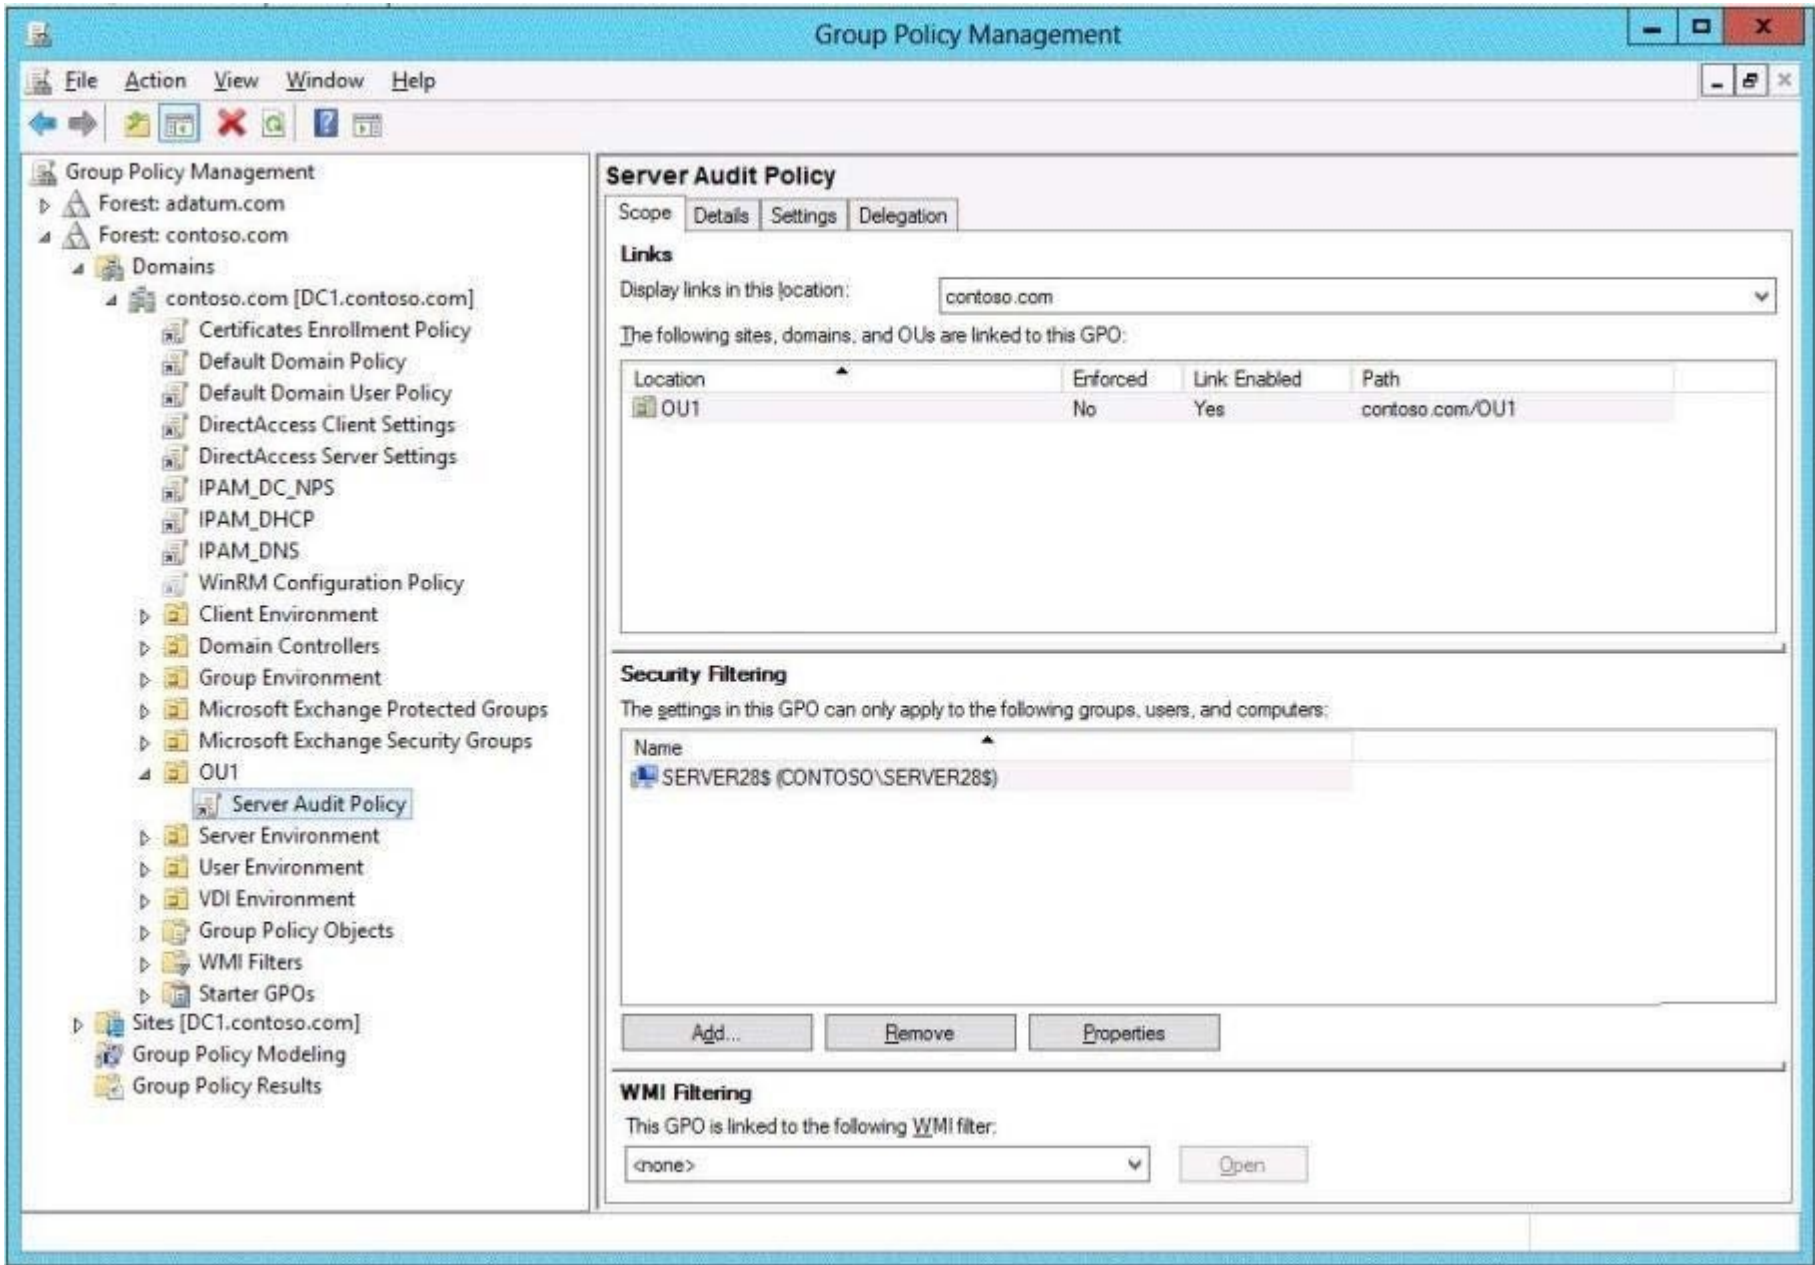 Group Policy Management
File Action View Window Help
Group Policy Management
Forest: adatum.com
Forest: contoso.com
Domains
contoso.com [DC1.contoso.com]
Certificates Enrollment Policy
Default Domain Policy
Default Domain User Policy
DirectAccess Client Settings
DirectAccess Server Settings
IPAM_DC_NPS
IPAM_DHCP
IPAM_DNS
WinRM Configuration Policy
Client Environment
Domain Controllers
Group Environment
Microsoft Exchange Protected Groups
Microsoft Exchange Security Groups
OU1
Server Audit Policy
Server Environment
User Environment
VDI Environment
Group Policy Objects
WMI Filters
Starter GPOs
Sites [DC1.contoso.com]
Group Policy Modeling
Group Policy Results
Server Audit Policy
Scope Details Settings Delegation
Links
Display links in this location: contoso.com
The following sites, domains, and OUs are linked to this GPO:
Location Enforced Link Enabled Path
OU1 No Yes contoso.com/OU1
Security Filtering
The settings in this GPO can only apply to the following groups, users, and computers:
Name
SERVER28$ (CONTOSO\SERVER28$)
Add... Remove Properties
WMI Filtering
This GPO is linked to the following WMI filter:
<none> Open